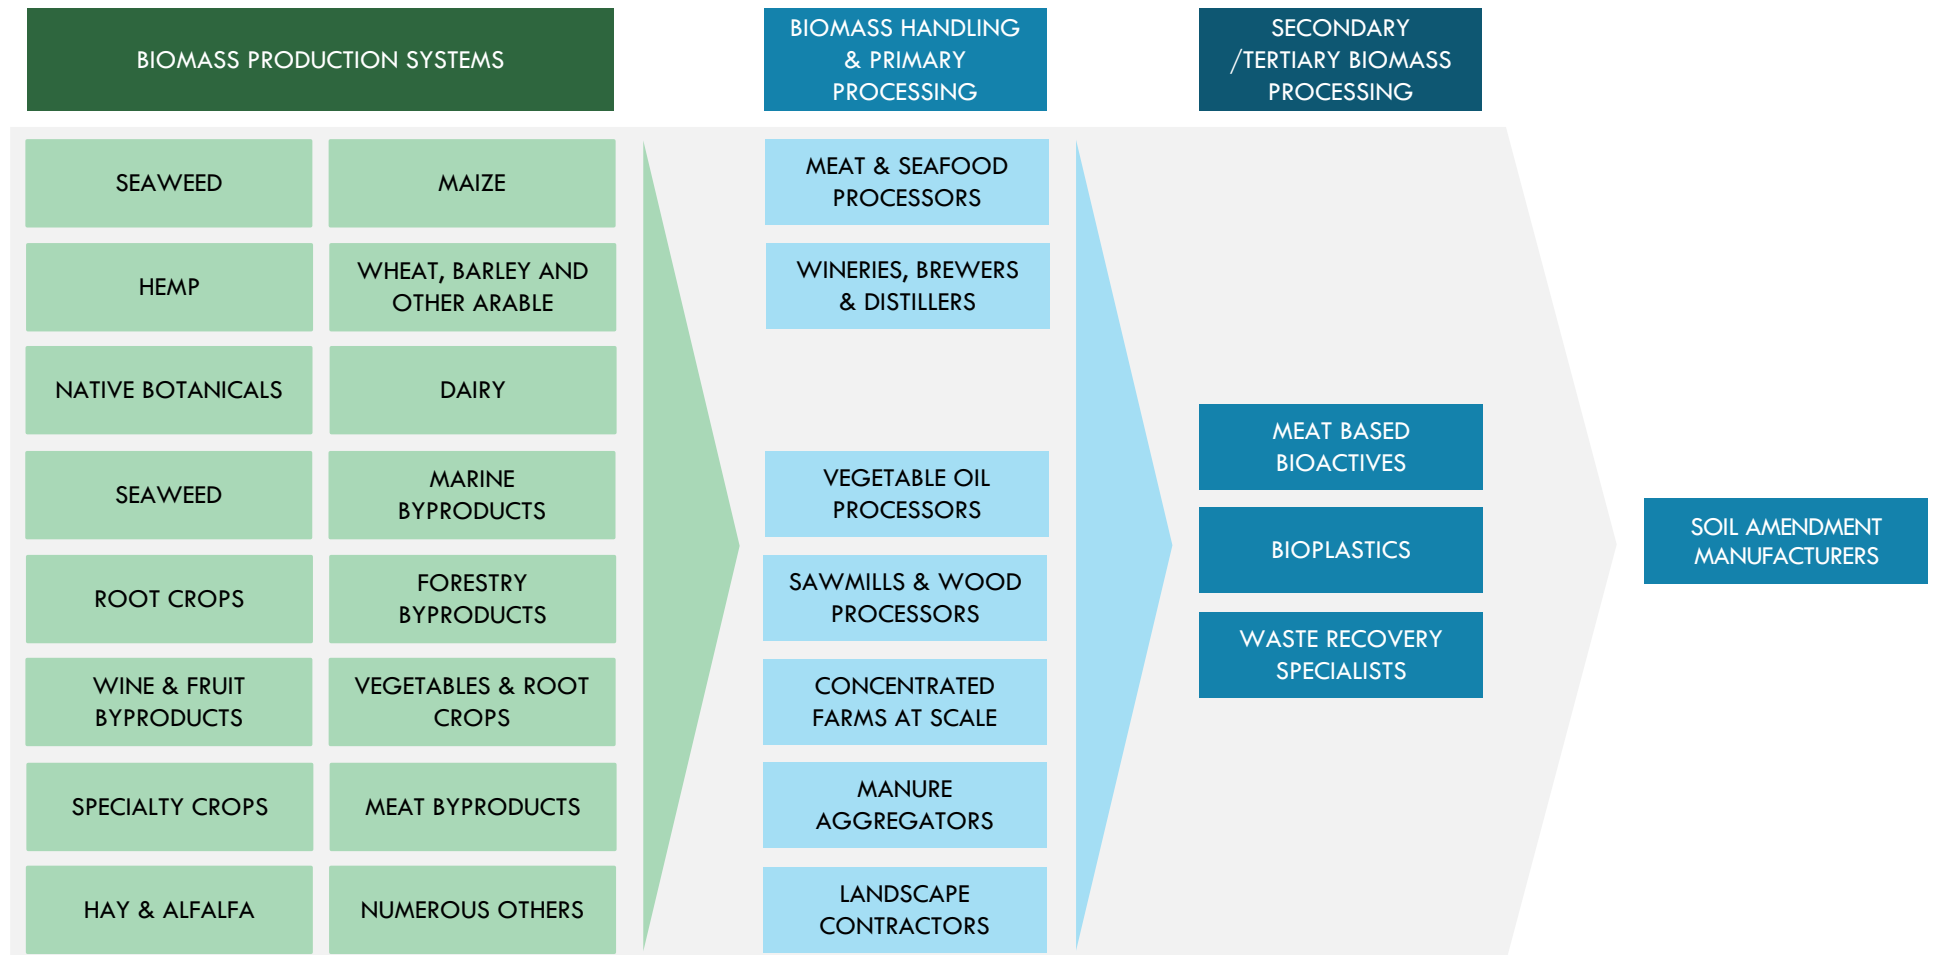 BIOMASS PRODUCTION SYSTEMS
BIOMASS HANDLING
& PRIMARY
PROCESSING
SECONDARY
/TERTIARY BIOMASS
PROCESSING
SEAWEED
MAIZE
HEMP
WHEAT, BARLEY AND
OTHER ARABLE
NATIVE BOTANICALS
DAIRY
SEAWEED
MARINE
BYPRODUCTS
ROOT CROPS
FORESTRY
BYPRODUCTS
WINE & FRUIT
BYPRODUCTS
VEGETABLES & ROOT
CROPS
SPECIALTY CROPS
MEAT BYPRODUCTS
HAY & ALFALFA
NUMEROUS OTHERS
MEAT & SEAFOOD
PROCESSORS
WINERIES, BREWERS
& DISTILLERS
VEGETABLE OIL
PROCESSORS
SAWMILLS & WOOD
PROCESSORS
CONCENTRATED
FARMS AT SCALE
MANURE
AGGREGATORS
LANDSCAPE
CONTRACTORS
MEAT BASED
BIOACTIVES
BIOPLASTICS
WASTE RECOVERY
SPECIALISTS
SOIL AMENDMENT
MANUFACTURERS